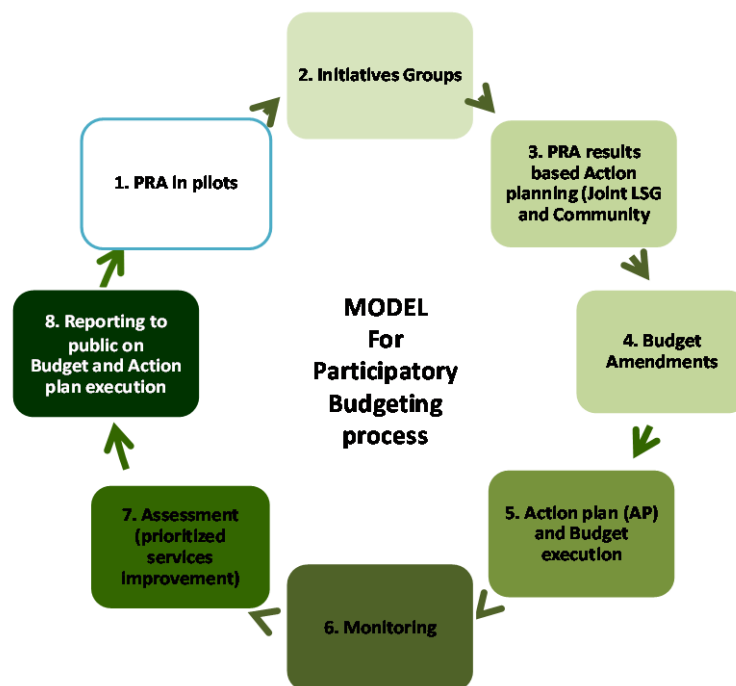 2. Initiatives Groups
1. PRA in pilots
3. PRA results
based Action
planning (Joint LSG
and Community
MODEL
For
Participatory
Budgeting
process
4. Budget
Amendments
8. Reporting to
public on
Budget and Action
plan execution
5. Action plan (AP)
and Budget
execution
7. Assessment
(prioritized
services
improvement)
6. Monitoring